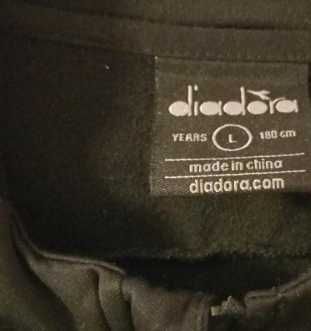 diadora
YEARS L 180 cm
made in china
diadora.com